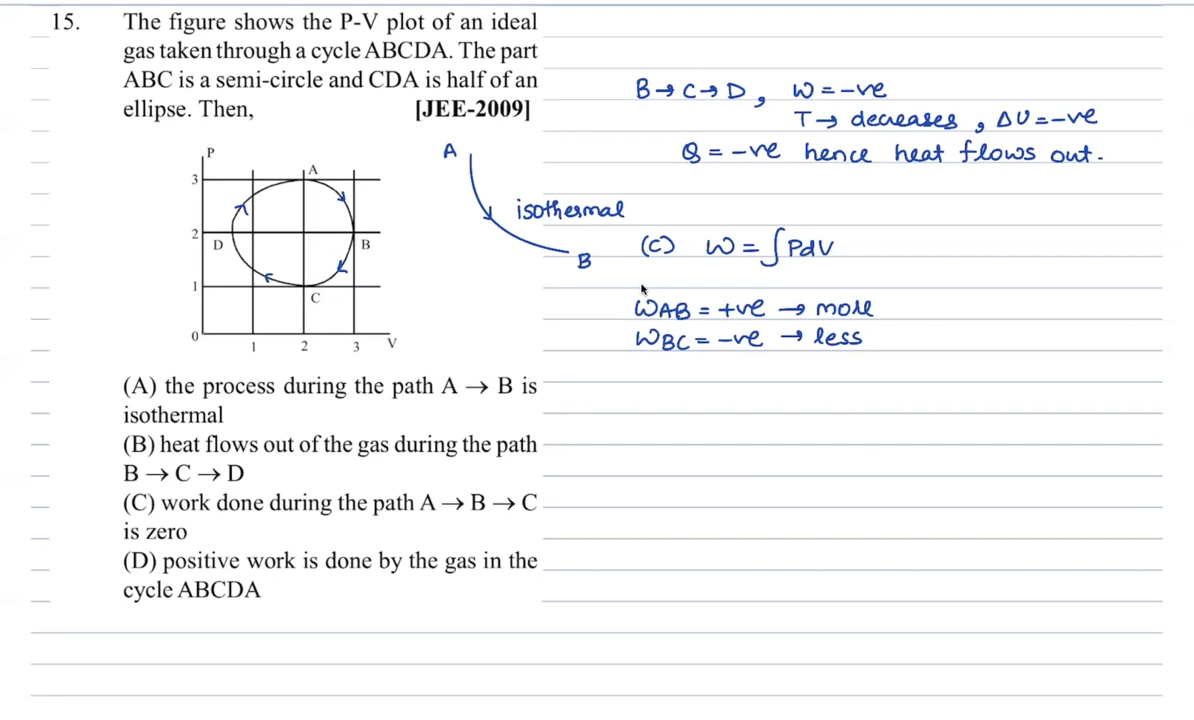 15. The figure shows the P-V plot of an ideal
gas taken through a cycle ABCDA. The part
ABC is a semi-circle and CDA is half of an
ellipse. Then, [JEE-2009]
P
3
A
2
D
B
1
C
0
1 2 3 V
(A) the process during the path A → B is
isothermal
(B) heat flows out of the gas during the path
B → C → D
(C) work done during the path A → B → C
is zero
(D) positive work is done by the gas in the
cycle ABCDA
A
isothermal
B
B→C→D, W = -ve
T→ decreases, ΔU = -ve
Q = -ve hence heat flows out.
(C) W = ∫PdV
WAB = +ve → more
WBC = -ve → less